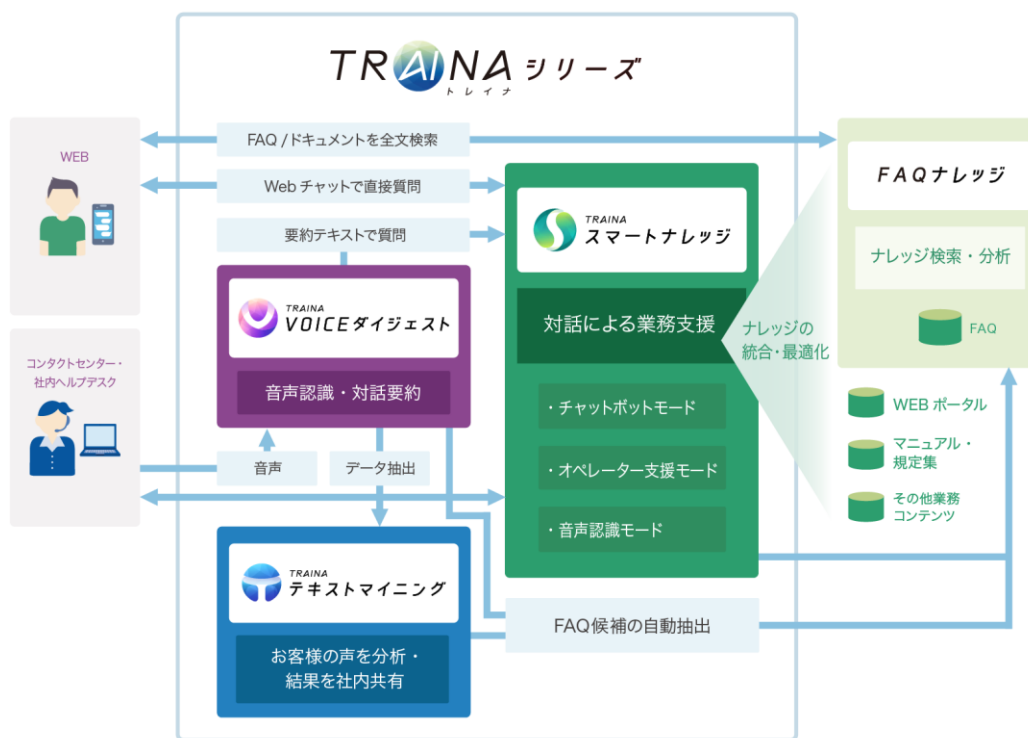 TRAINAシリーズ
トレイナ
WEB
FAQ/ドキュメントを全文検索
Webチャットで直接質問
要約テキストで質問
TRAINA
VOICEダイジェスト
音声認識・対話要約
コンタクトセンター・
社内ヘルプデスク
音声
データ抽出
TRAINA
テキストマイニング
お客様の声を分析・
結果を社内共有
TRAINA
スマートナレッジ
対話による業務支援
・チャットボットモード
・オペレーター支援モード
・音声認識モード
FAQ候補の自動抽出
ナレッジの
統合・最適化
FAQナレッジ
ナレッジ検索・分析
FAQ
WEBポータル
マニュアル・
規定集
その他業務
コンテンツ